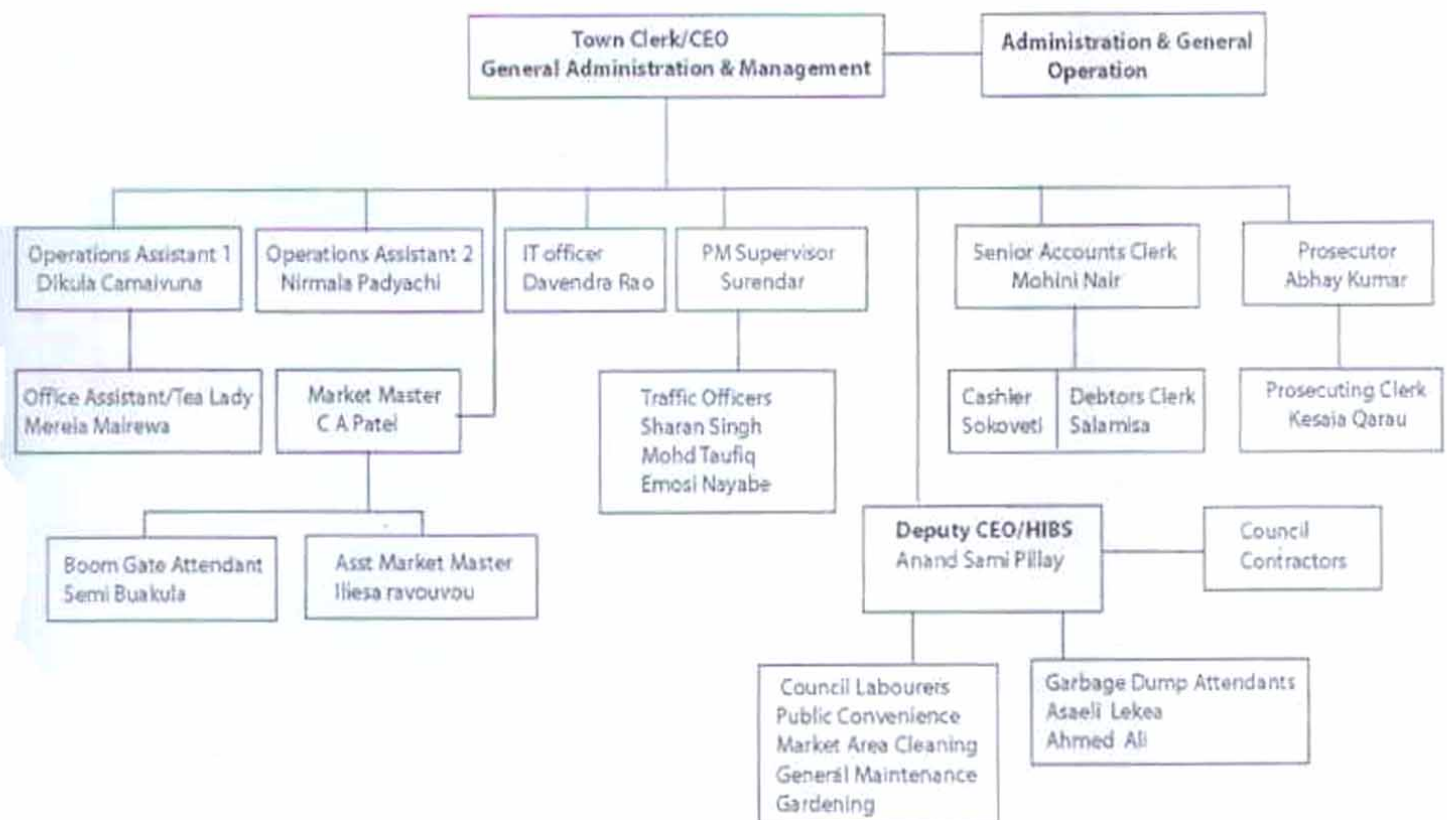 Town Clerk/CEO
General Administration & Management
Administration & General
Operation
Operations Assistant 1
Dikula Camaivuna
Operations Assistant 2
Nirmala Padyachi
IT officer
Davendra Rao
PM Supervisor
Surendar
Senior Accounts Clerk
Mohini Nair
Prosecutor
Abhay Kumar
Office Assistant/Tea Lady
Mereia Mairewa
Market Master
C A Patel
Traffic Officers
Sharan Singh
Mohd Taufiq
Emosi Nayabe
Cashier
Sokoveti
Debtors Clerk
Salamisa
Prosecuting Clerk
Kesaia Qarau
Boom Gate Attendant
Semi Buakula
Asst Market Master
Iliesa ravouvou
Deputy CEO/HIBS
Anand Sami Pillay
Council
Contractors
Council Labourers
Public Convenience
Market Area Cleaning
General Maintenance
Gardening
Garbage Dump Attendants
Asaeli Lekea
Ahmed Ali